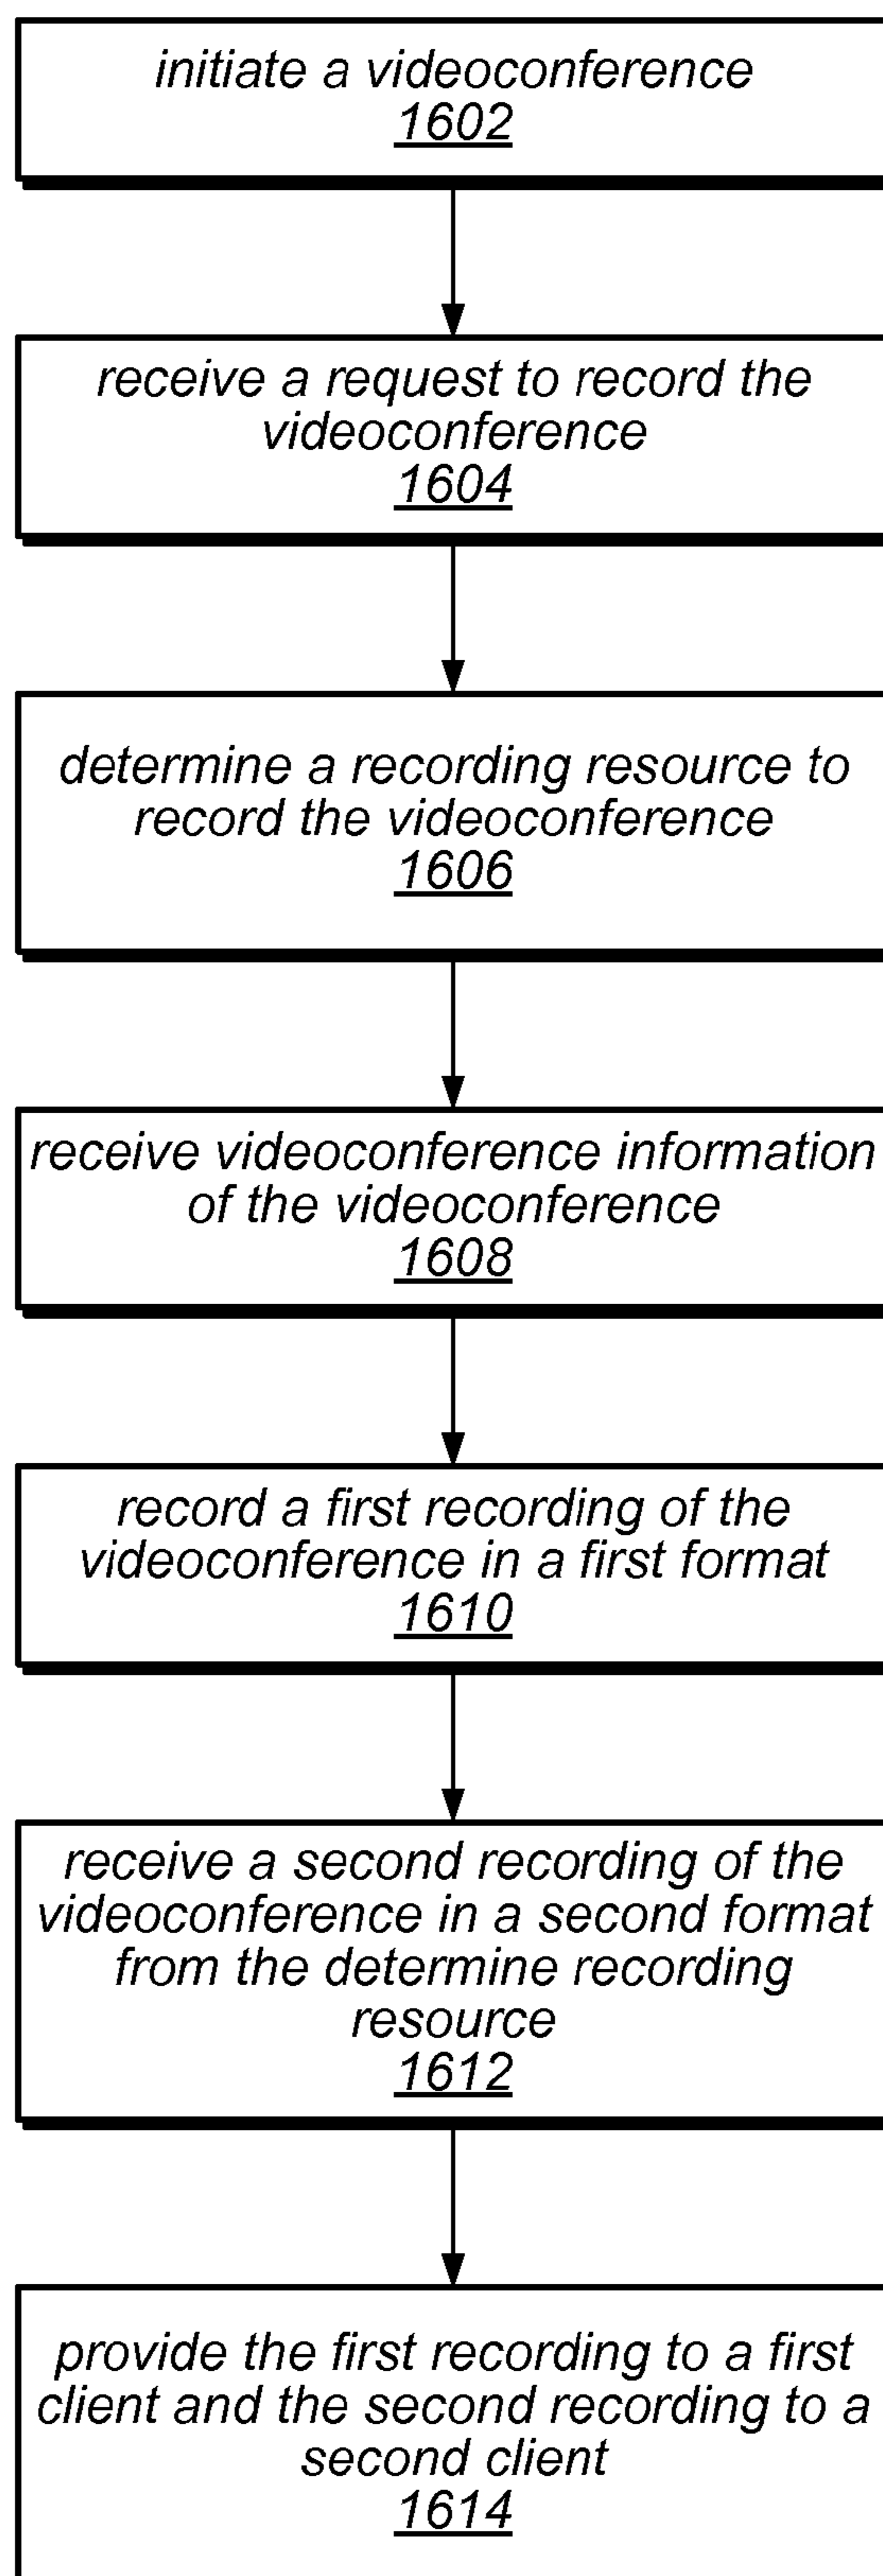 initiate a videoconference
1602
receive a request to record the
videoconference
1604
determine a recording resource to
record the videoconference
1606
receive videoconference information
of the videoconference
1608
record a first recording of the
videoconference in a first format
1610
receive a second recording of the
videoconference in a second format
from the determine recording
resource
1612
provide the first recording to a first
client and the second recording to a
second client
1614